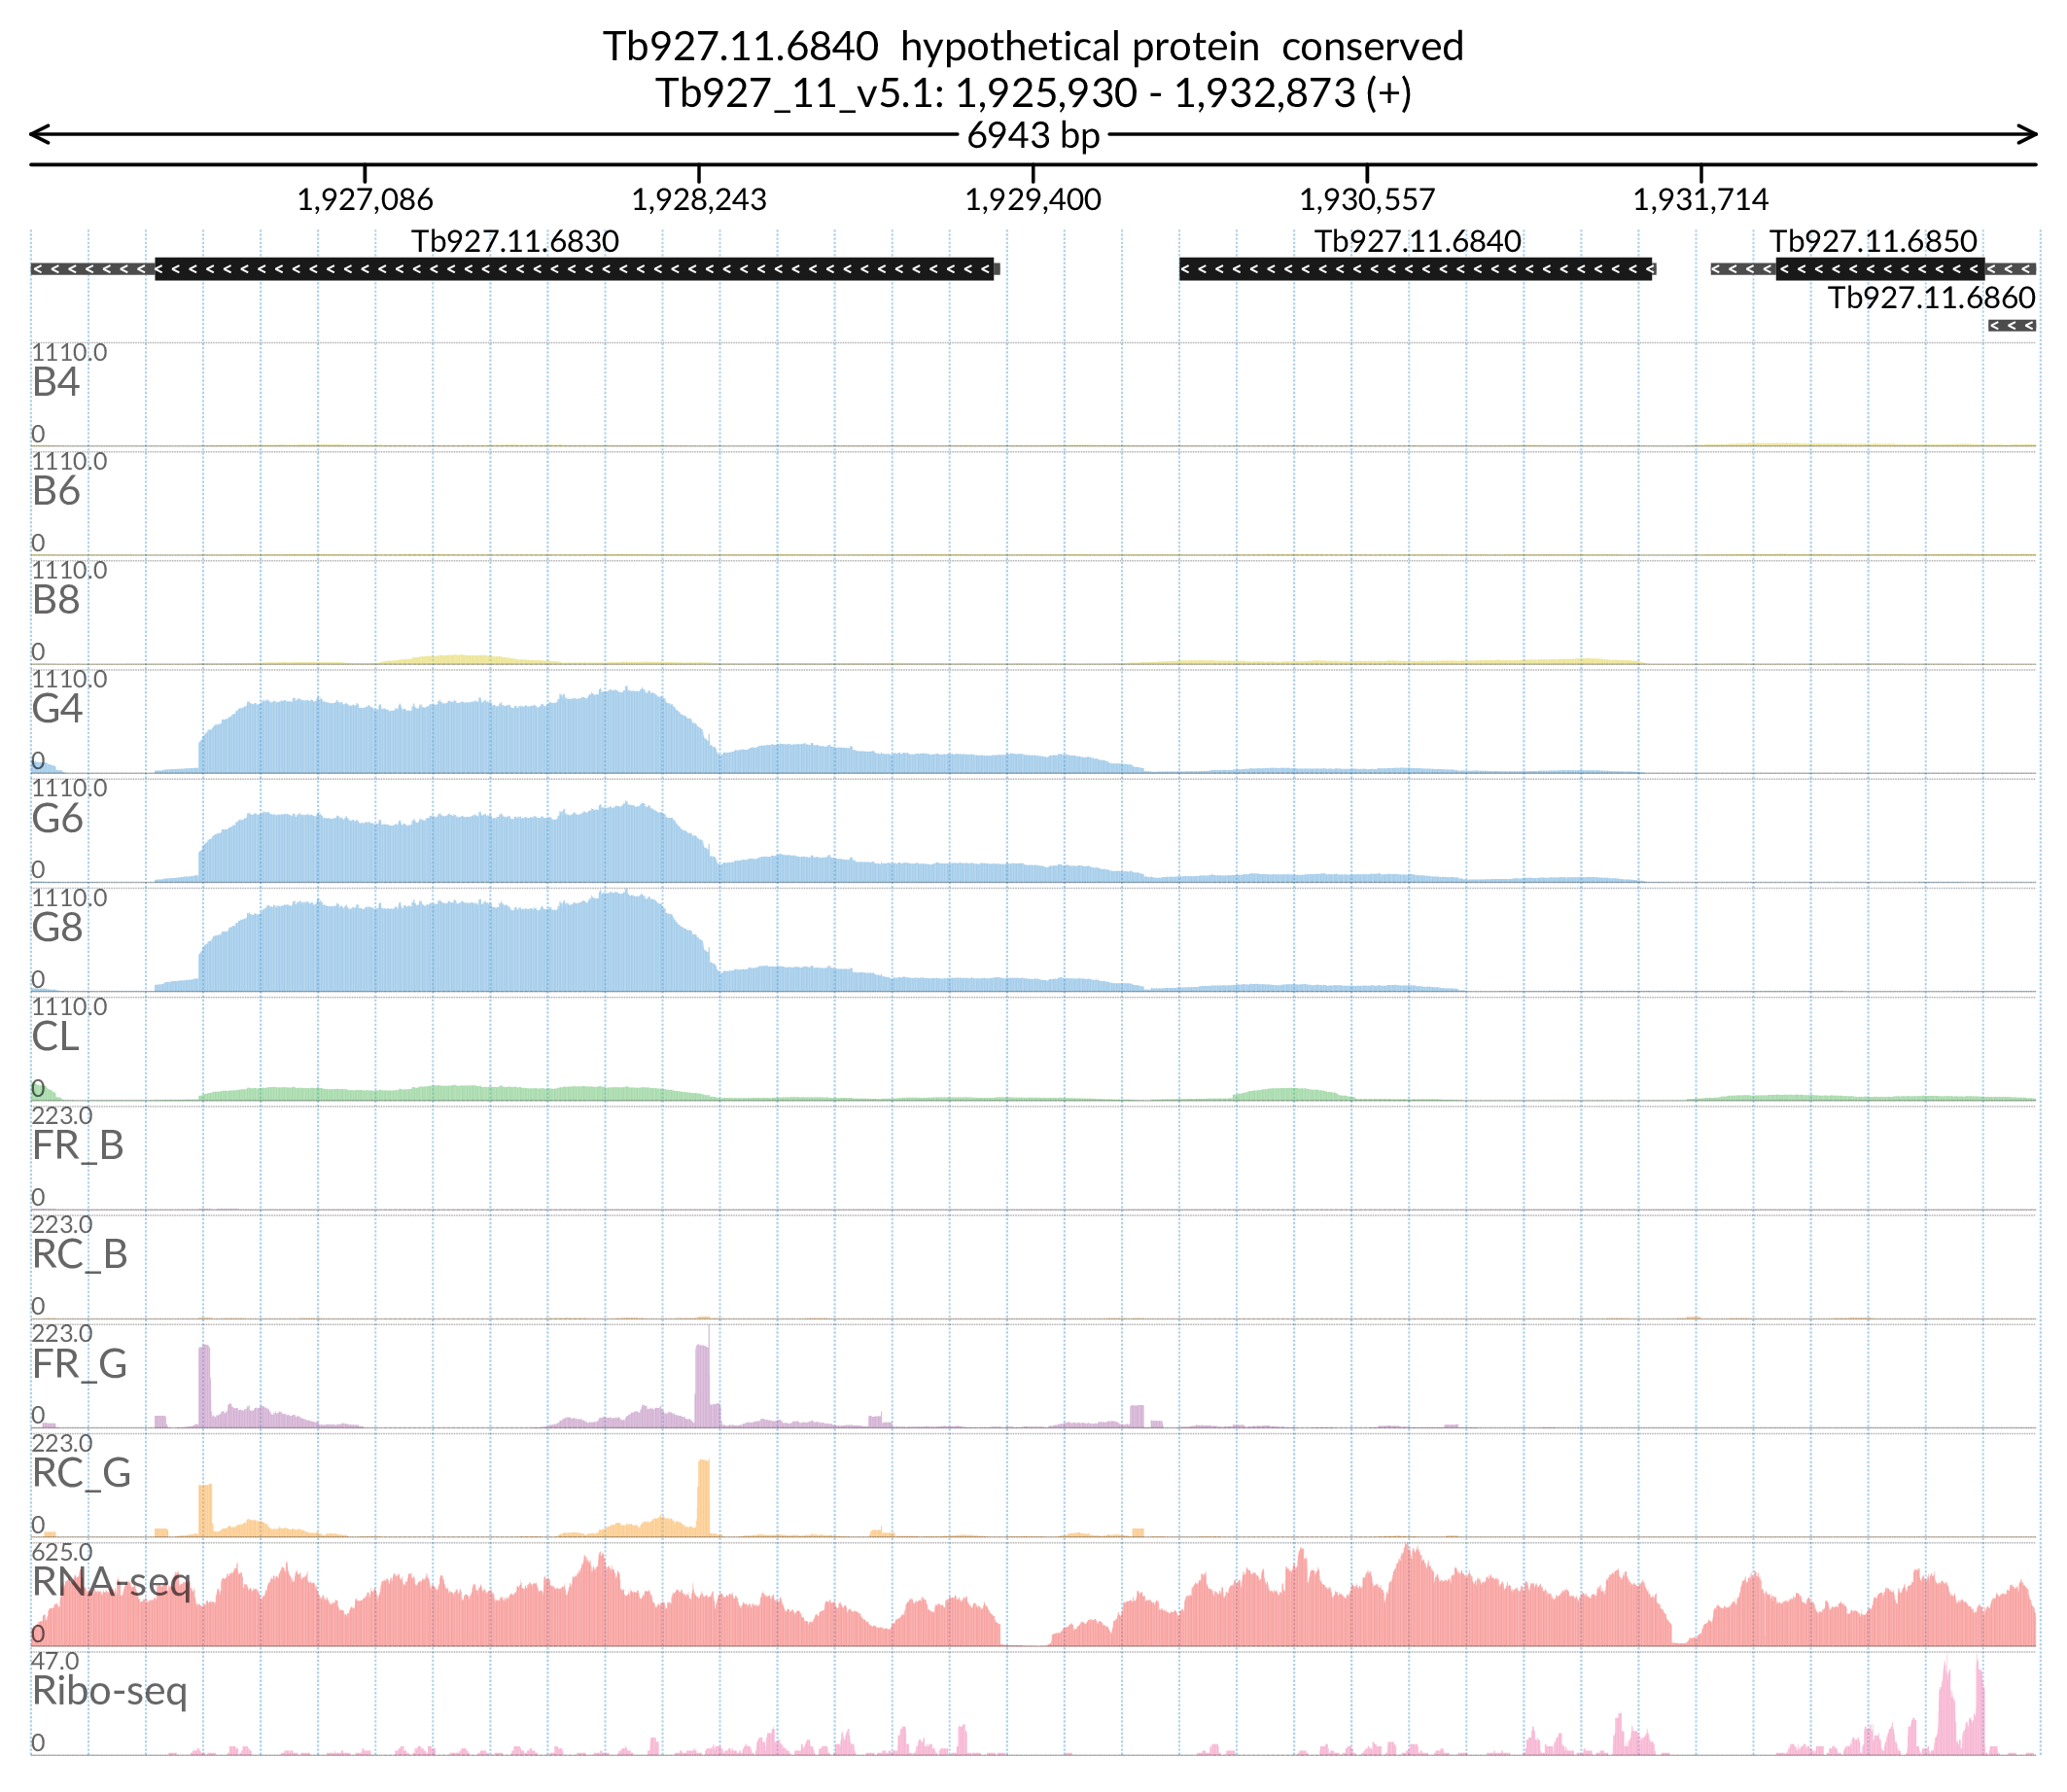 Tb927.11.6840 hypothetical protein conserved
Tb927_11_v5.1: 1,925,930 - 1,932,873 (+)
6943 bp
1,927,086 1,928,243 1,929,400 1,930,557 1,931,714
Tb927.11.6830 Tb927.11.6840 Tb927.11.6850
Tb927.11.6860
1110.0
B4
0
1110.0
B6
0
1110.0
B8
0
1110.0
G4
0
1110.0
G6
0
1110.0
G8
0
1110.0
CL
0
223.0
FR_B
0
223.0
RC_B
0
223.0
FR_G
0
223.0
RC_G
0
625.0
RNA-seq
0
47.0
Ribo-seq
0